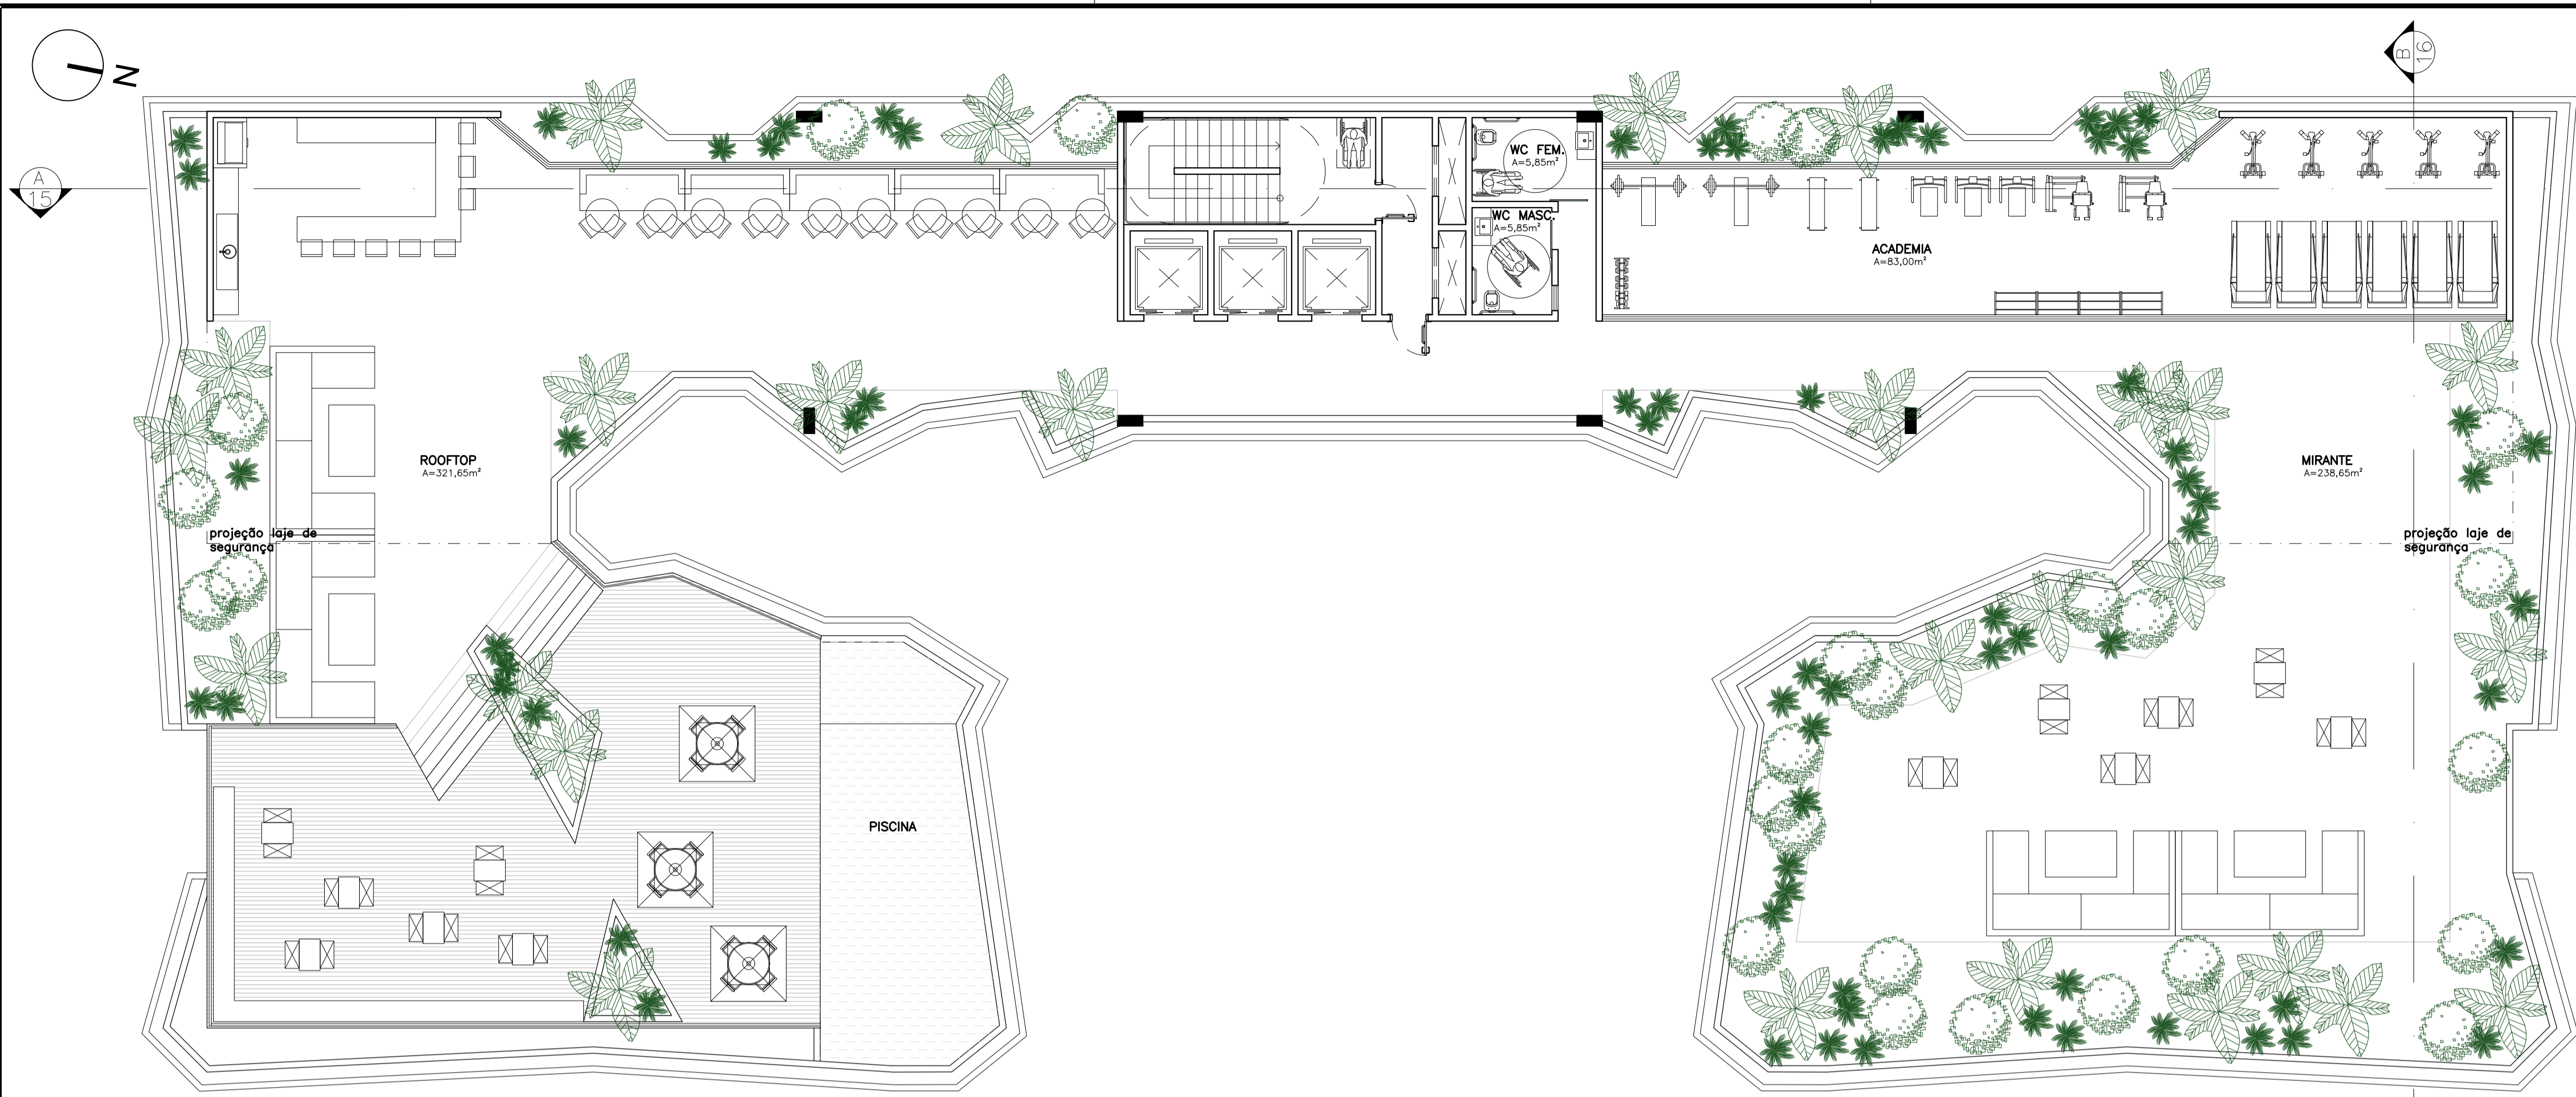 N
B
16
A
15
WC FEM.
A=5,85m²
WC MASC.
A=5,85m²
ACADEMIA
A=83,00m²
ROOFTOP
A=321,65m²
MIRANTE
A=238,65m²
projeção laje de
segurança
projeção laje de
segurança
PISCINA